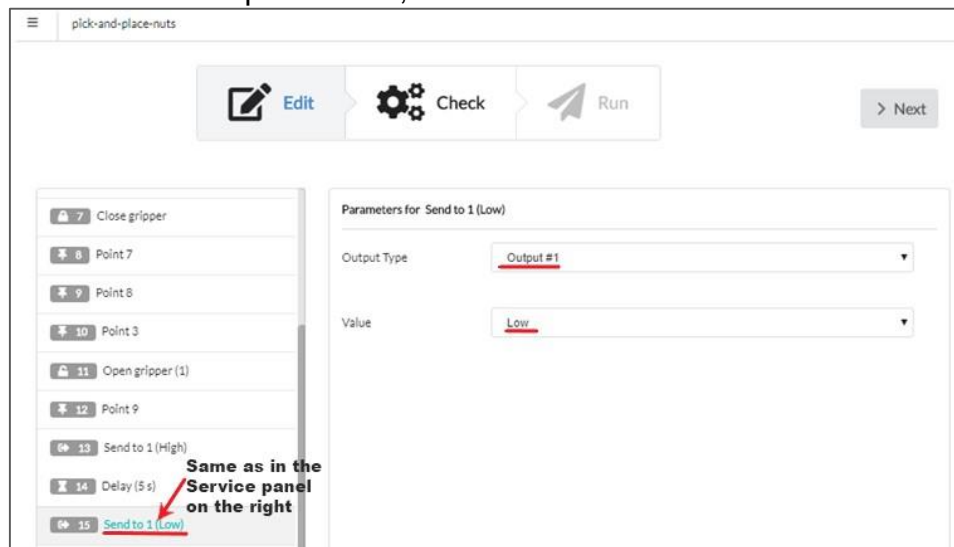 pick-and-place-nuts
Edit
Check
Run
> Next
7 Close gripper
8 Point 7
9 Point 8
10 Point 3
11 Open gripper (1)
12 Point 9
13 Send to 1 (High)
14 Delay (5 s)
15 Send to 1 (Low)
Same as in the
Service panel
on the right
Parameters for Send to 1 (Low)
Output Type Output #1
Value Low